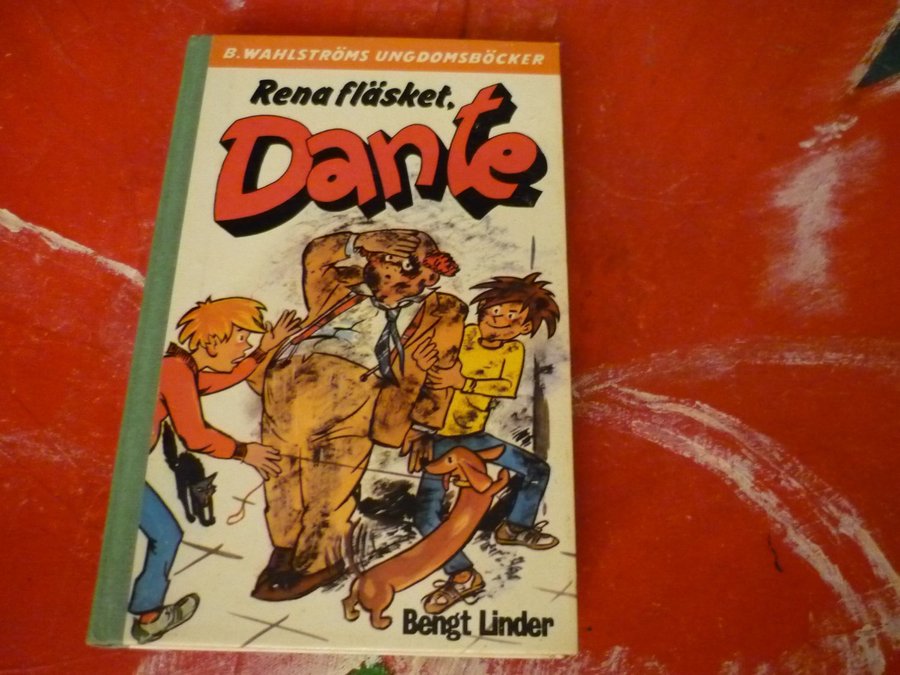 B. WAHLSTRÖMS UNGDOMSBÖCKER
Rena fläsket,
Dante
Bengt Linder